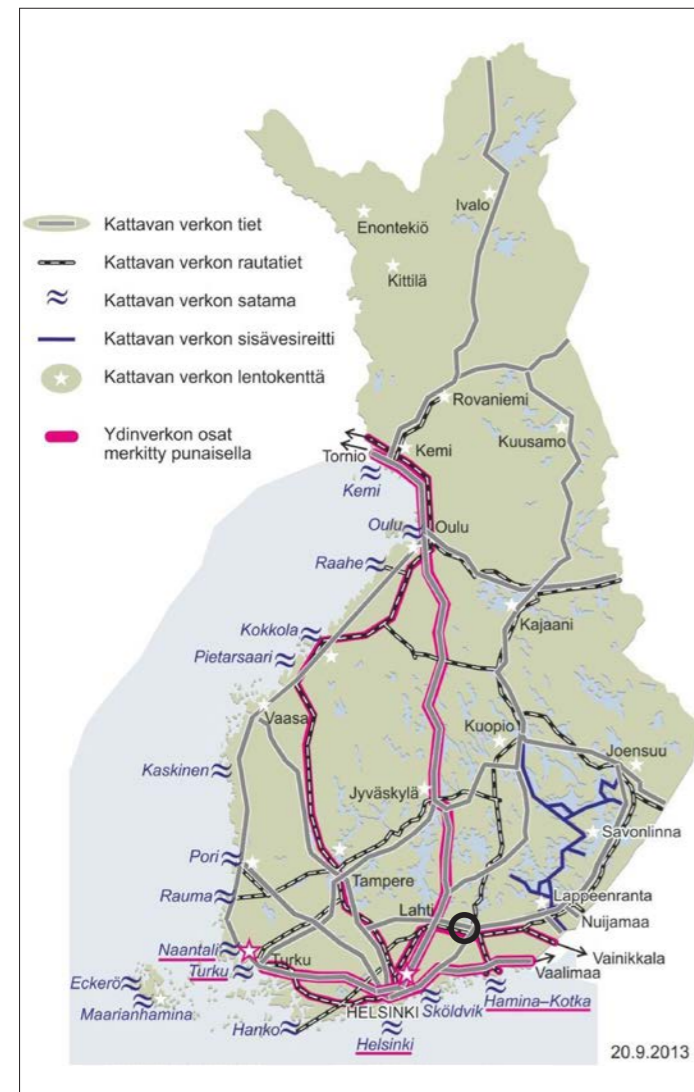 Kattavan verkon tiet
Kattavan verkon rautatiet
Kattavan verkon satama
Kattavan verkon sisävesireitti
Kattavan verkon lentokenttä
Ydinverkon osat
merkitty punaisella
Ivalo
Enontekiö
Kittilä
Rovaniemi
Kuusamo
Kemi
Tornio
Kemi
Oulu
Oulu
Raahe
Kajaani
Kokkola
Pietarsaari
Vaasa
Kuopio
Joensuu
Kaskinen
Jyväskylä
Savonlinna
Pori
Tampere
Rauma
Lappeenranta
Lahti
Nuijamaa
Naantali
Turku
Turku
Vainikkala
Vaalimaa
Eckerö
Maarianhamina
Hanko
HELSINKI
Sköldvik
Hamina–Kotka
Helsinki
20.9.2013